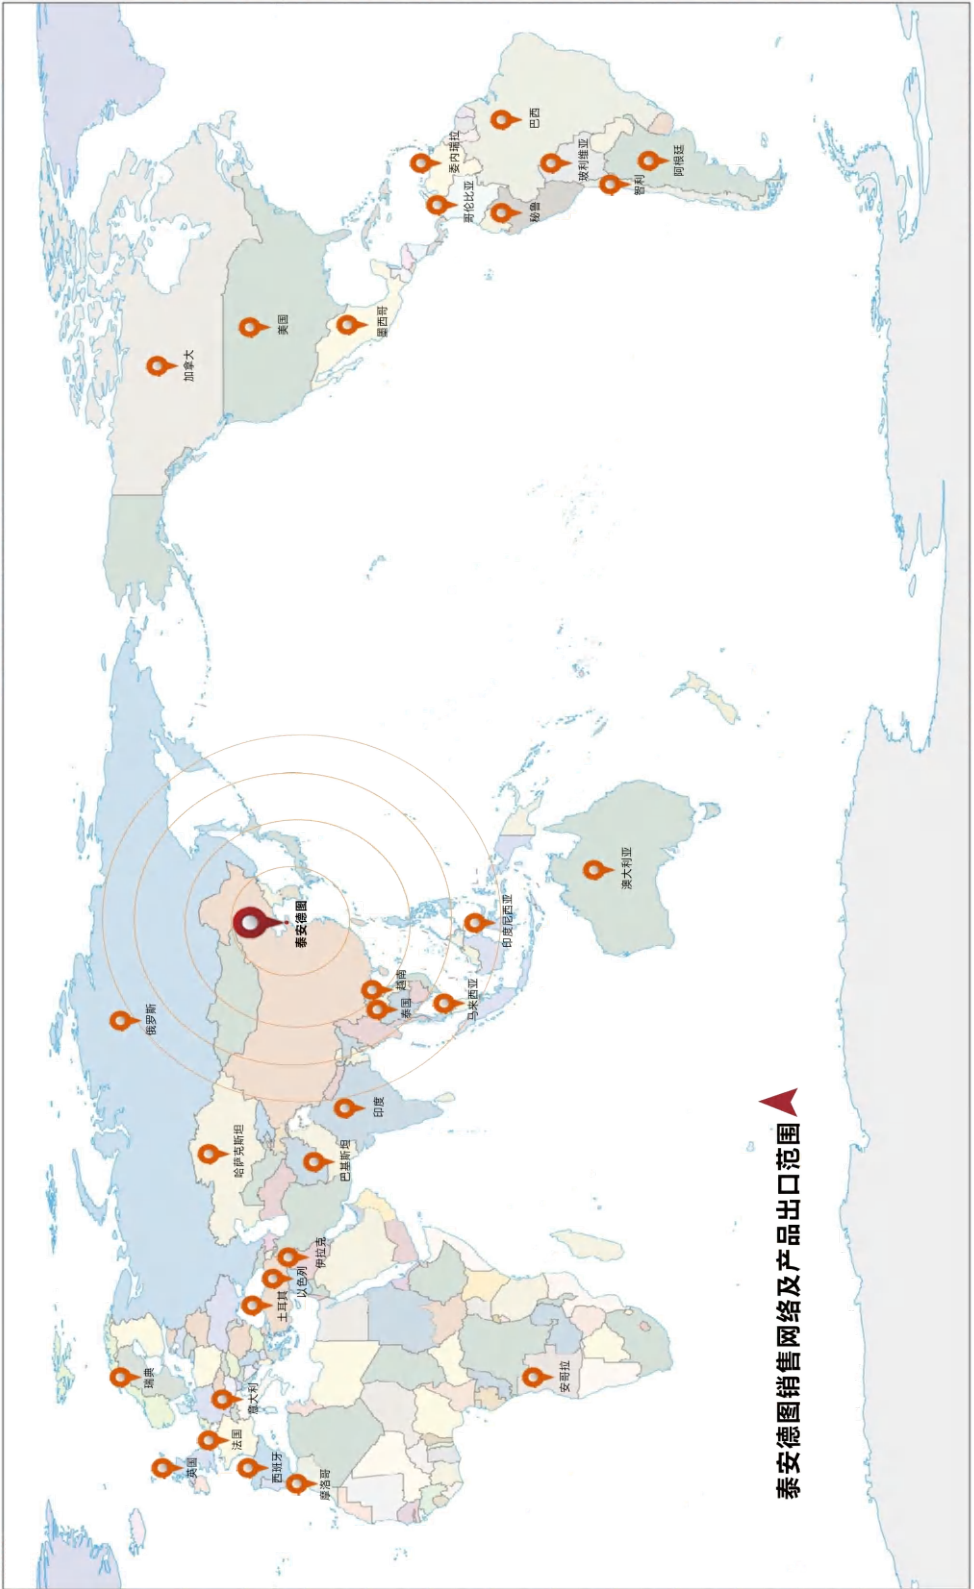 英国
法国
西班牙
摩洛哥
瑞典
意大利
土耳其
以色列
伊拉克
安哥拉
哈萨克斯坦
巴基斯坦
印度
俄罗斯
泰国
越南
马来西亚
印度尼西亚
泰安德图
澳大利亚
加拿大
美国
墨西哥
哥伦比亚
委内瑞拉
秘鲁
巴西
玻利维亚
智利
阿根廷
泰安德图销售网络及产品出口范围